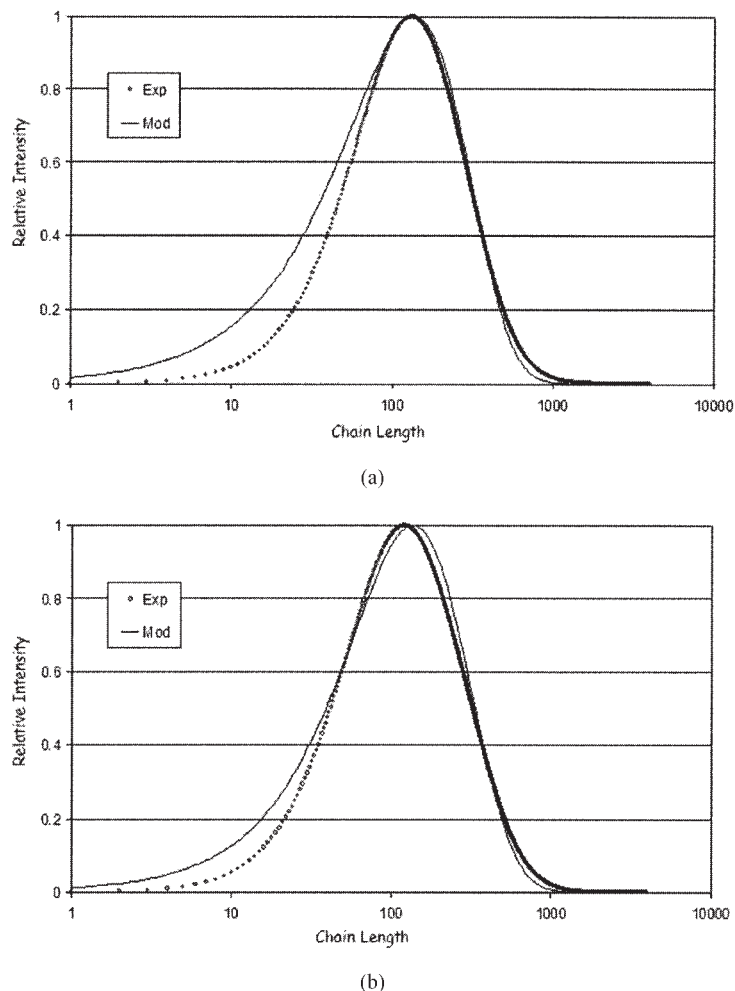 1
0.8
0.6
0.4
0.2
0
Relative Intensity
Exp
Mod
1
10
100
1000
10000
Chain Length
(a)
1
0.8
0.6
0.4
0.2
0
Relative Intensity
Exp
Mod
1
10
100
1000
10000
Chain Length
(b)